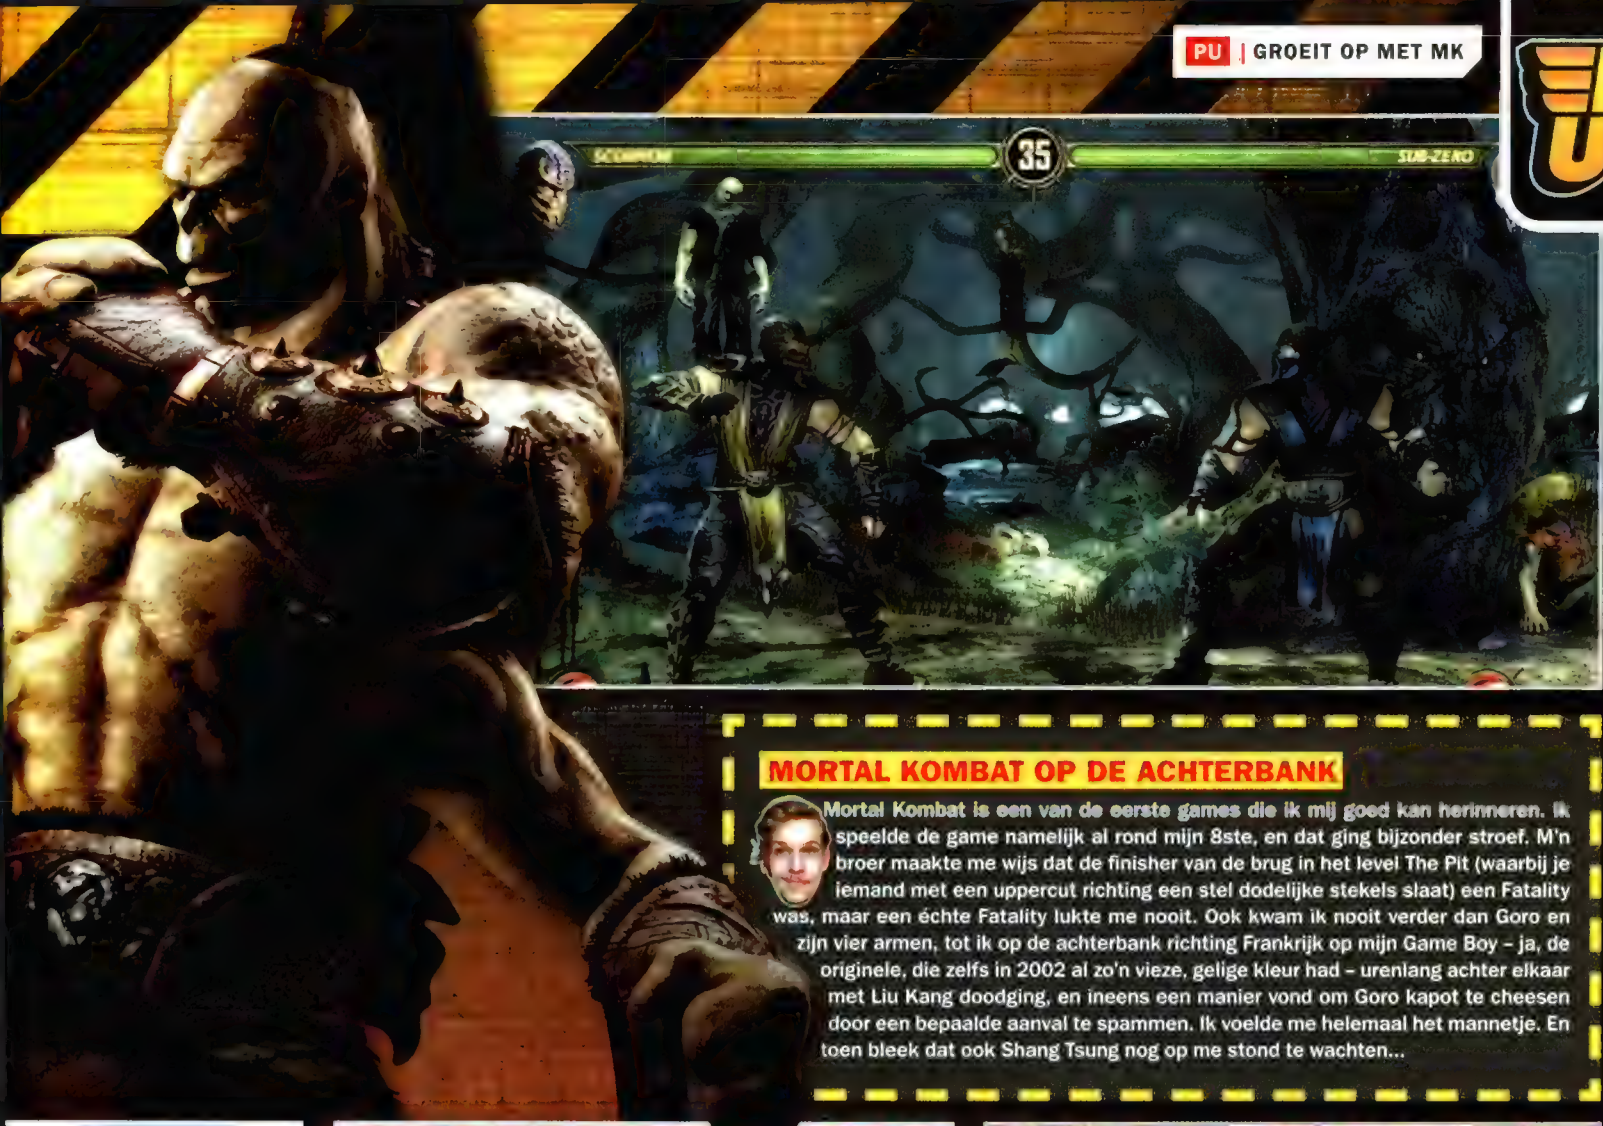 PU | GROEIT OP MET MK
SCORPION
35
SUB-ZERO
MORTAL KOMBAT OP DE ACHTERBANK
Mortal Kombat is een van de eerste games die ik mij goed kan herinneren. Ik
speelde de game namelijk al rond mijn 8ste, en dat ging bijzonder stroef. M'n
broer maakte me wijs dat de finisher van de brug in het level The Pit (waarbij je
iemand met een uppercut richting een stel dodelijke stekels slaat) een Fatality
was, maar een échte Fatality lukte me nooit. Ook kwam ik nooit verder dan Goro en
zijn vier armen, tot ik op de achterbank richting Frankrijk op mijn Game Boy – ja, de
originele, die zelfs in 2002 al zo'n vieze, gelige kleur had – urenlang achter elkaar
met Liu Kang doodging, en ineens een manier vond om Goro kapot te cheesen
door een bepaalde aanval te spammen. Ik voelde me helemaal het mannetje. En
toen bleek dat ook Shang Tsung nog op me stond te wachten...